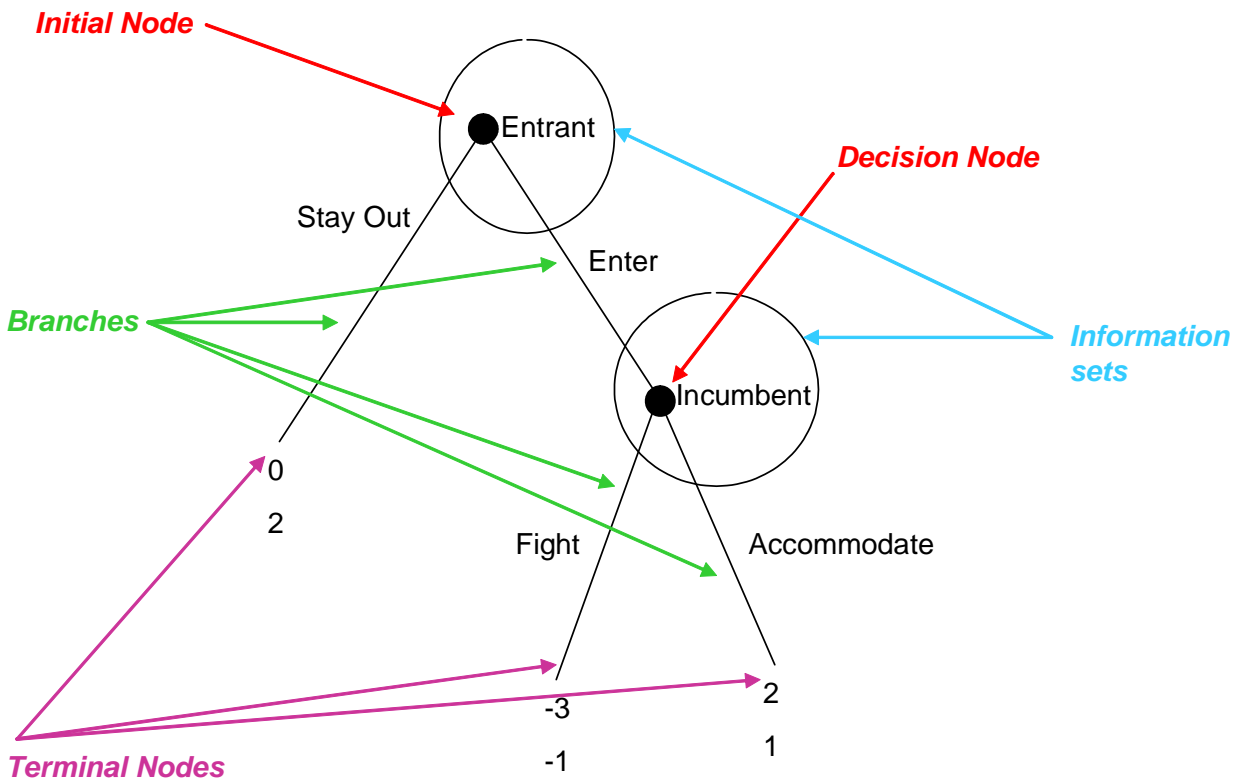 Initial Node
Entrant
Decision Node
Stay Out
Enter
Branches
Information
sets
Incumbent
0
2
Fight
Accommodate
-3
-1
2
1
Terminal Nodes